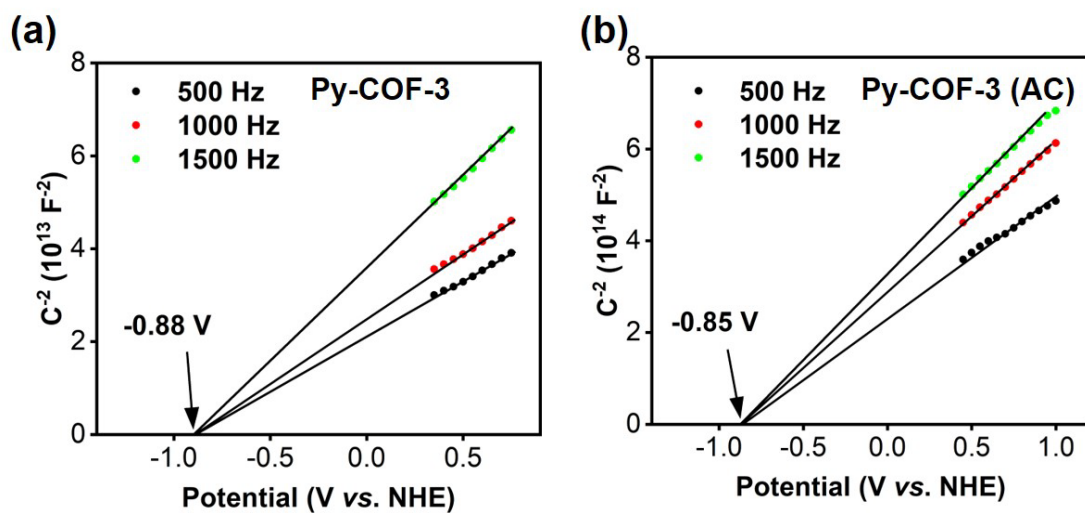 (a)
Py-COF-3
500 Hz
1000 Hz
1500 Hz
C⁻² (10¹³ F⁻²)
8
6
4
2
0
-0.88 V
-1.0
-0.5
0.0
0.5
Potential (V vs. NHE)
(b)
Py-COF-3 (AC)
500 Hz
1000 Hz
1500 Hz
C⁻² (10¹⁴ F⁻²)
8
6
4
2
0
-0.85 V
-1.0
-0.5
0.0
0.5
1.0
Potential (V vs. NHE)